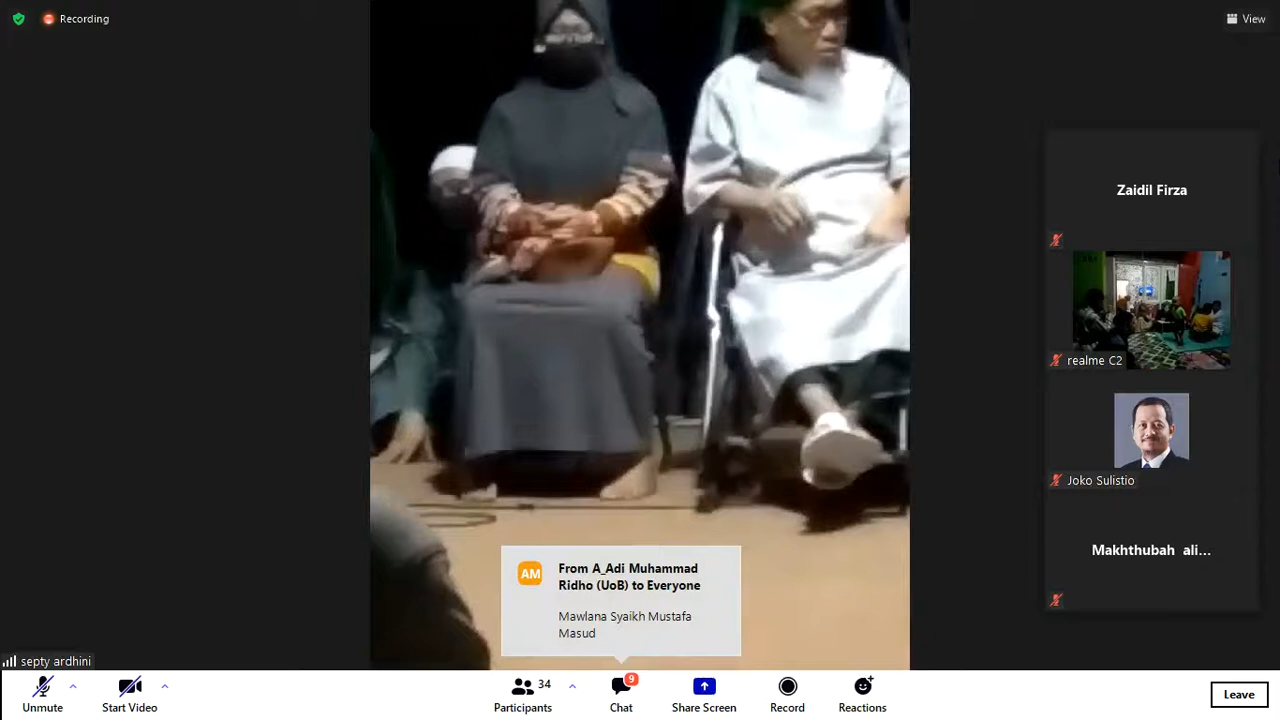 Recording
View
Zaidil Firza
realme C2
Joko Sulistio
Makhthubah ali...
From A_Adi Muhammad
Ridho (UoB) to Everyone
AM
Mawlana Syaikh Mustafa
Masud
septy ardhini
Unmute
Start Video
34
Participants
9
Chat
Share Screen
Record
Reactions
Leave